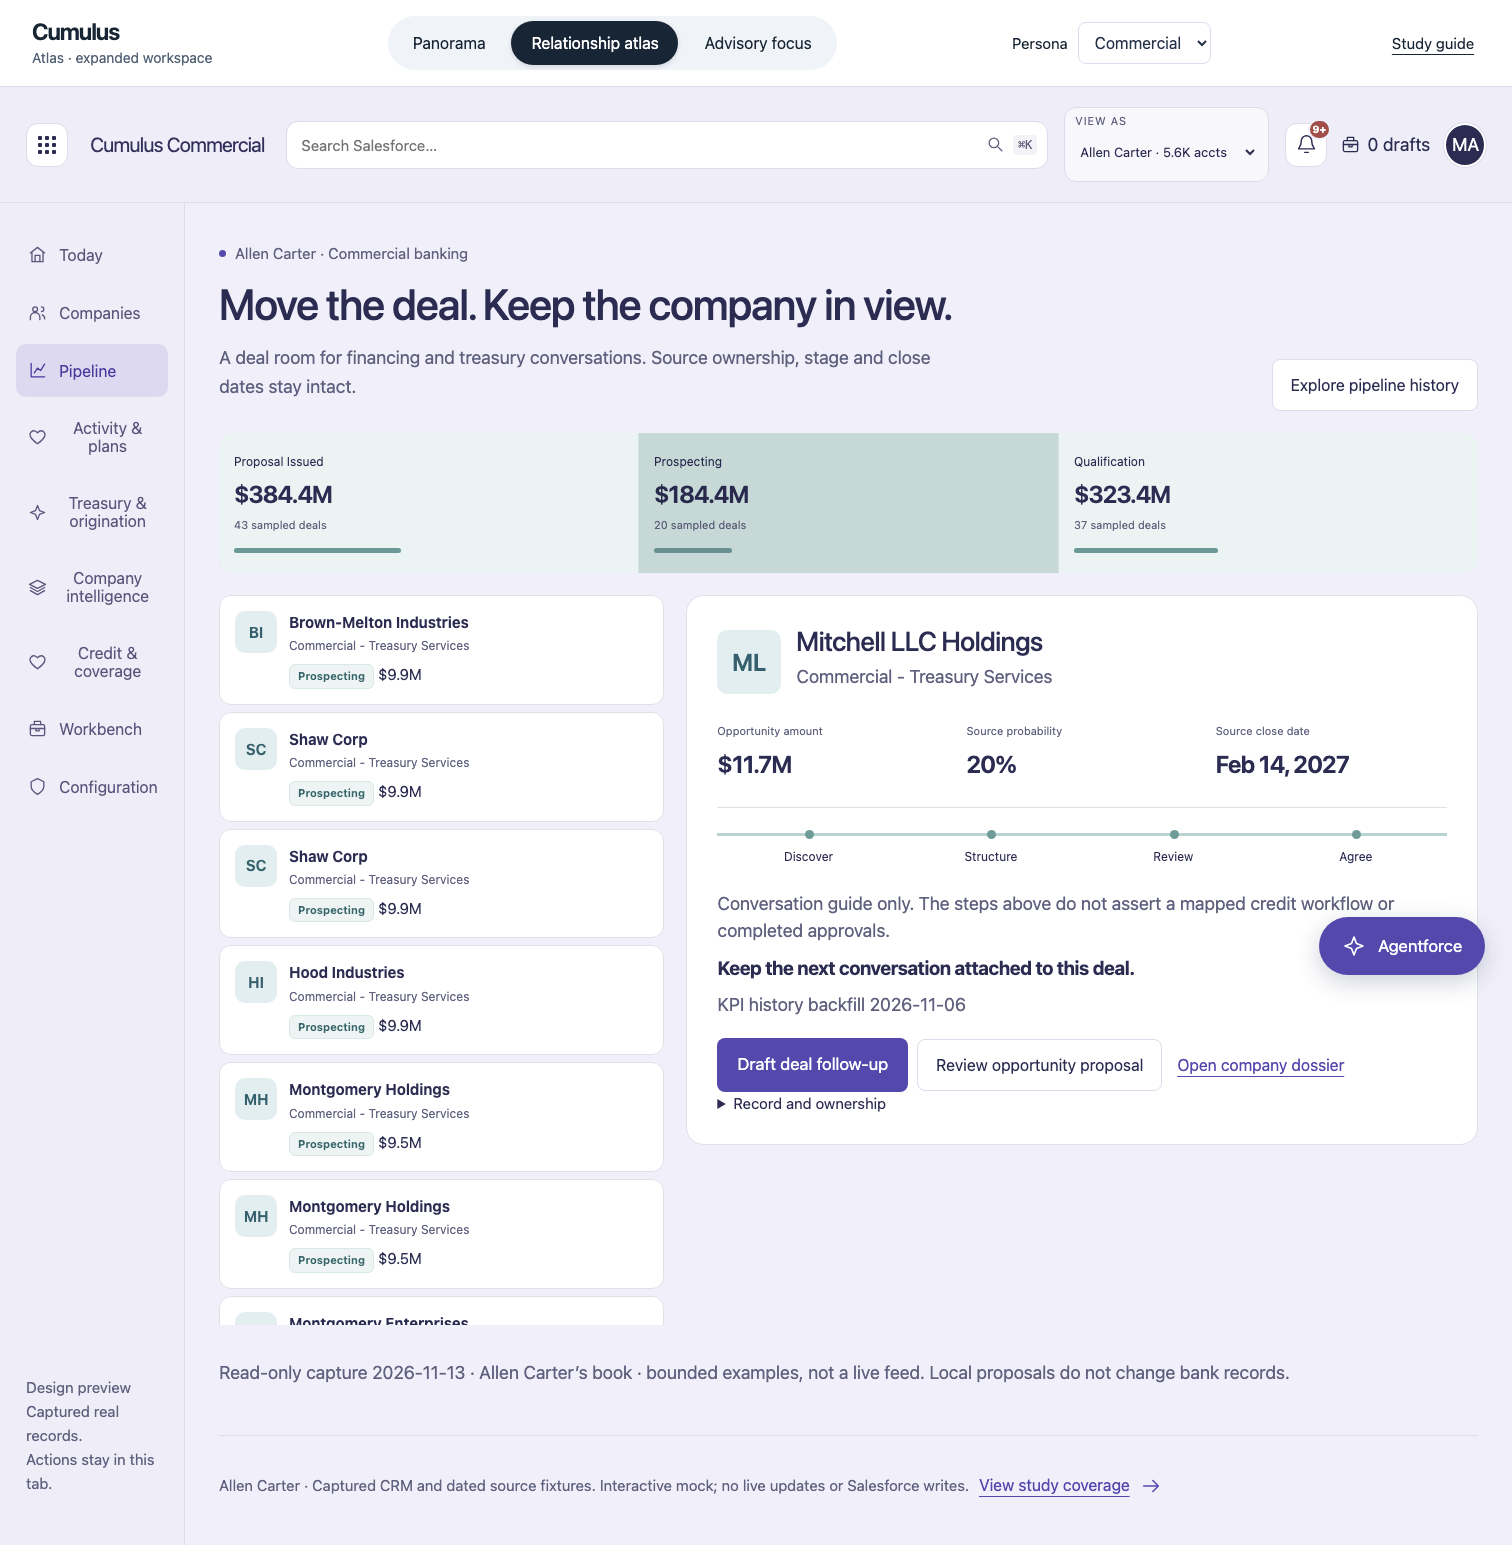 Cumulus
Atlas · expanded workspace
Panorama
Relationship atlas
Advisory focus
Persona
Commercial
Study guide
Cumulus Commercial
Search Salesforce...
⌘K
VIEW AS
Allen Carter · 5.6K accts
9+
0 drafts
MA
Today
Companies
Pipeline
Activity &
plans
Treasury &
origination
Company
intelligence
Credit &
coverage
Workbench
Configuration
Design preview
Captured real
records.
Actions stay in this
tab.
Allen Carter · Commercial banking
Move the deal. Keep the company in view.
A deal room for financing and treasury conversations. Source ownership, stage and close
dates stay intact.
Explore pipeline history
Proposal Issued
$384.4M
43 sampled deals
Prospecting
$184.4M
20 sampled deals
Qualification
$323.4M
37 sampled deals
BI
Brown-Melton Industries
Commercial - Treasury Services
Prospecting $9.9M
SC
Shaw Corp
Commercial - Treasury Services
Prospecting $9.9M
SC
Shaw Corp
Commercial - Treasury Services
Prospecting $9.9M
HI
Hood Industries
Commercial - Treasury Services
Prospecting $9.9M
MH
Montgomery Holdings
Commercial - Treasury Services
Prospecting $9.5M
MH
Montgomery Holdings
Commercial - Treasury Services
Prospecting $9.5M
Montgomery Enterprises
ML
Mitchell LLC Holdings
Commercial - Treasury Services
Opportunity amount
$11.7M
Source probability
20%
Source close date
Feb 14, 2027
Discover
Structure
Review
Agree
Conversation guide only. The steps above do not assert a mapped credit workflow or
completed approvals.
Keep the next conversation attached to this deal.
KPI history backfill 2026-11-06
Draft deal follow-up
Review opportunity proposal
Open company dossier
Record and ownership
Agentforce
Read-only capture 2026-11-13 · Allen Carter’s book · bounded examples, not a live feed. Local proposals do not change bank records.
Allen Carter · Captured CRM and dated source fixtures. Interactive mock; no live updates or Salesforce writes. View study coverage